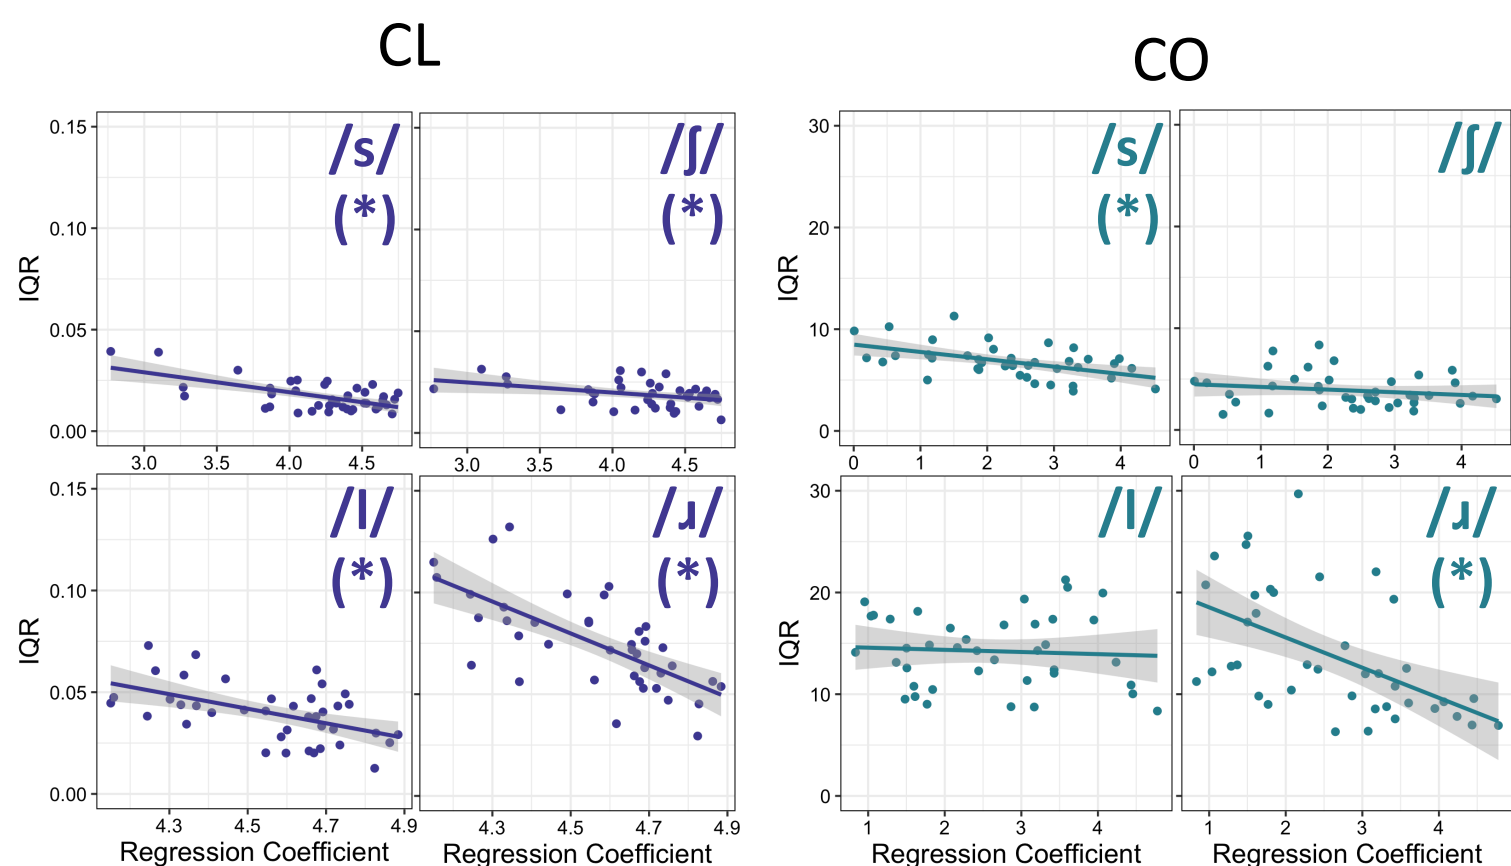 CL
CO
0.15
0.10
0.05
0.00
IQR
/s/
(*)
/ʃ/
(*)
3.0 3.5 4.0 4.5
3.0 3.5 4.0 4.5
30
20
10
0
IQR
/s/
(*)
/ʃ/
0 1 2 3 4
0 1 2 3 4
0.15
0.10
0.05
0.00
IQR
/l/
(*)
/ɹ/
(*)
4.3 4.5 4.7 4.9
4.3 4.5 4.7 4.9
Regression Coefficient
Regression Coefficient
30
20
10
0
IQR
/l/
/ɹ/
(*)
1 2 3 4
1 2 3 4
Regression Coefficient
Regression Coefficient